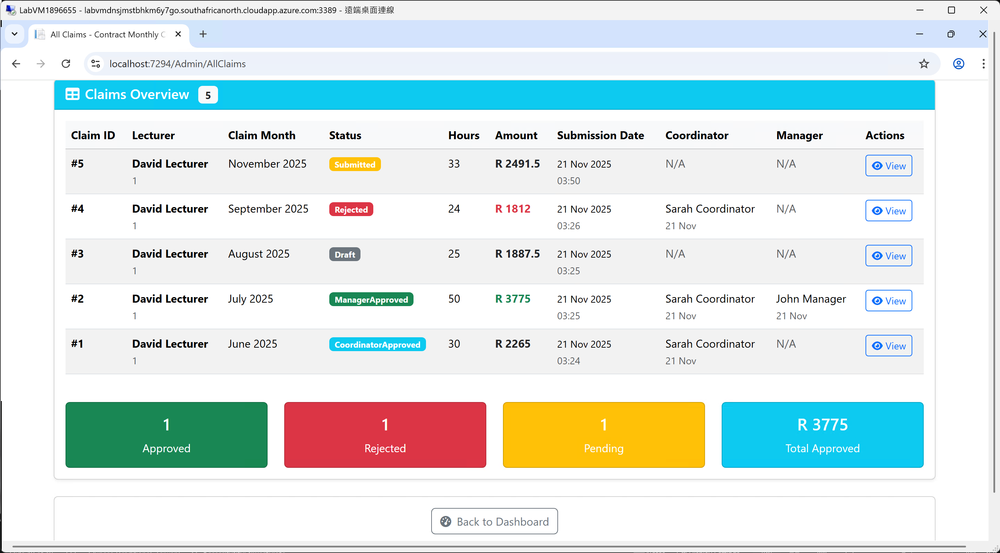 LabVM1896655 - labvmdnsjmstbhkm6y7go.southafricanorth.cloudapp.azure.com:3389 - 遠端桌面連線
All Claims - Contract Monthly C
localhost:7294/Admin/AllClaims
Claims Overview 5
Claim ID Lecturer Claim Month Status Hours Amount Submission Date Coordinator Manager Actions
#5 David Lecturer November 2025 Submitted 33 R 2491.5 21 Nov 2025 N/A N/A View
1 03:50
#4 David Lecturer September 2025 Rejected 24 R 1812 21 Nov 2025 Sarah Coordinator N/A View
1 03:26 21 Nov
#3 David Lecturer August 2025 Draft 25 R 1887.5 21 Nov 2025 N/A N/A View
1 03:25
#2 David Lecturer July 2025 ManagerApproved 50 R 3775 21 Nov 2025 Sarah Coordinator John Manager View
1 03:25 21 Nov 21 Nov
#1 David Lecturer June 2025 CoordinatorApproved 30 R 2265 21 Nov 2025 Sarah Coordinator N/A View
1 03:24 21 Nov
1 1 1 R 3775
Approved Rejected Pending Total Approved
Back to Dashboard